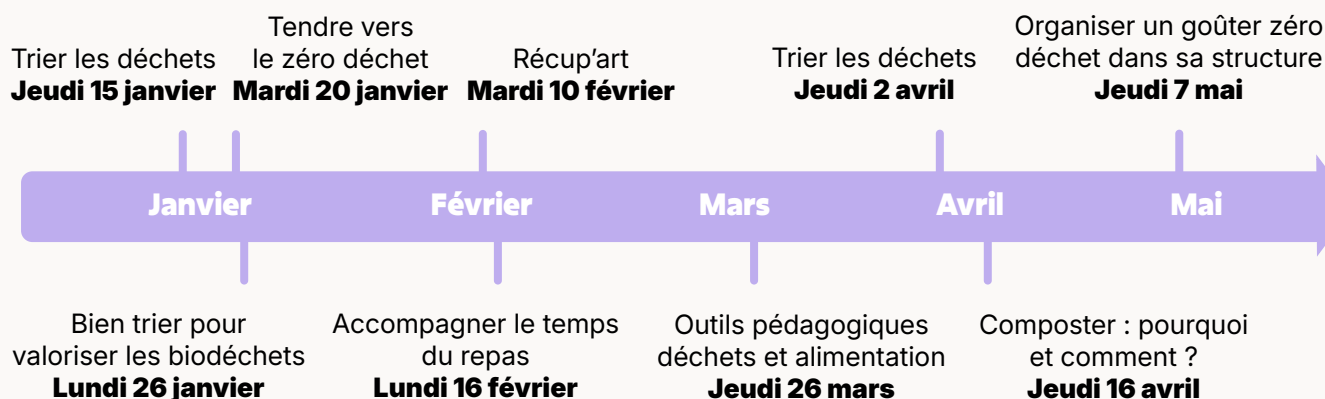 Trier les déchets
Jeudi 15 janvier
Tendre vers
le zéro déchet
Mardi 20 janvier
Récup’art
Mardi 10 février
Trier les déchets
Jeudi 2 avril
Organiser un goûter zéro
déchet dans sa structure
Jeudi 7 mai
Janvier
Février
Mars
Avril
Mai
Bien trier pour
valoriser les biodéchets
Lundi 26 janvier
Accompagner le temps
du repas
Lundi 16 février
Outils pédagogiques
déchets et alimentation
Jeudi 26 mars
Composter : pourquoi
et comment ?
Jeudi 16 avril